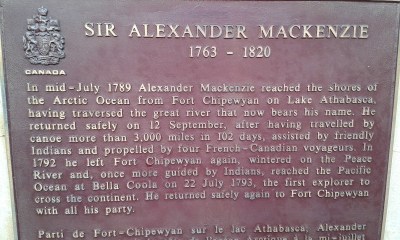 SIR ALEXANDER MACKENZIE
1763 - 1820
CANADA
In mid-July 1789 Alexander Mackenzie reached the shores
of the Arctic Ocean from Fort Chipewyan on Lake Athabasca,
having traversed the great river that now bears his name. He
returned safely on 12 September, after having travelled by
canoe more than 3,000 miles in 102 days, assisted by friendly
Indians and propelled by four French-Canadian voyageurs. In
1792 he left Fort Chipewyan again, wintered on the Peace
River and, once more guided by Indians, reached the Pacific
Ocean at Bella Coola on 22 July 1793, the first explorer to
cross the continent. He returned safely again to Fort Chipewyan
with all his party.
Parti de Fort-Chipewyan sur le lac Athabasca, Alexander